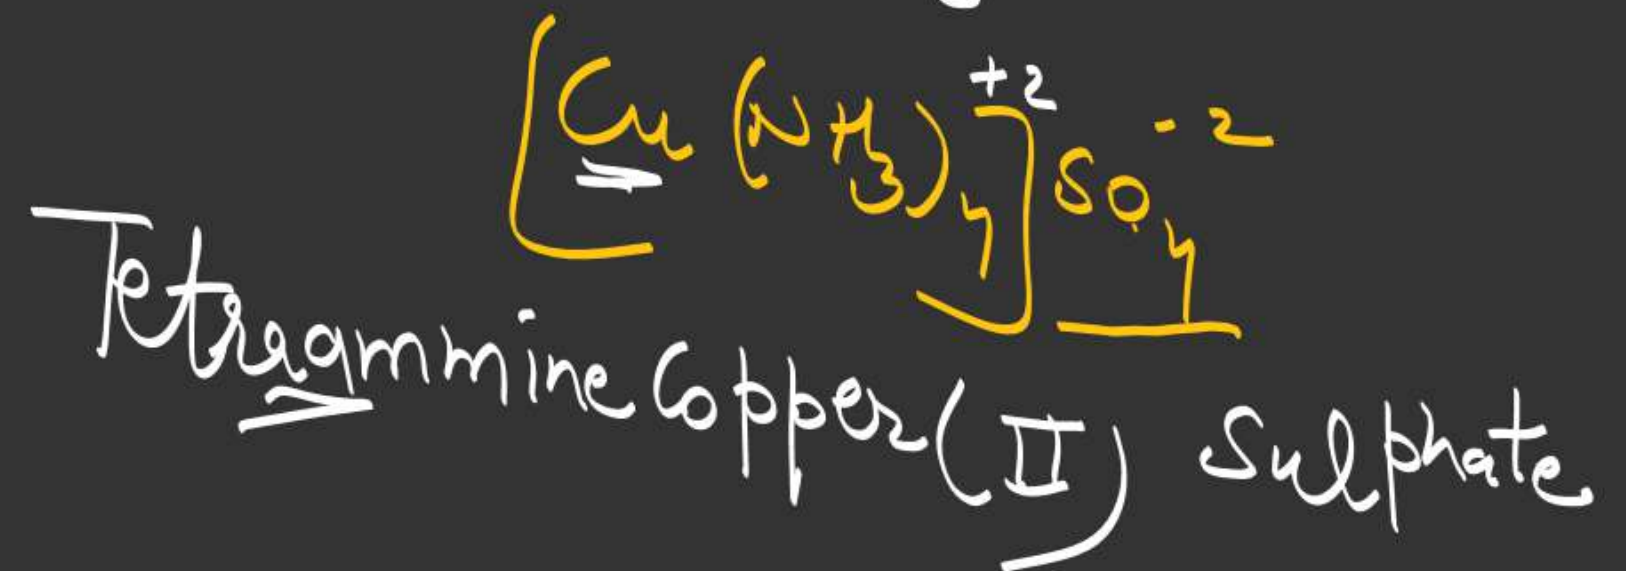 [Cu(NH₃)₄]⁺² SO₄⁻²
Tetraammine Copper (II) Sulphate